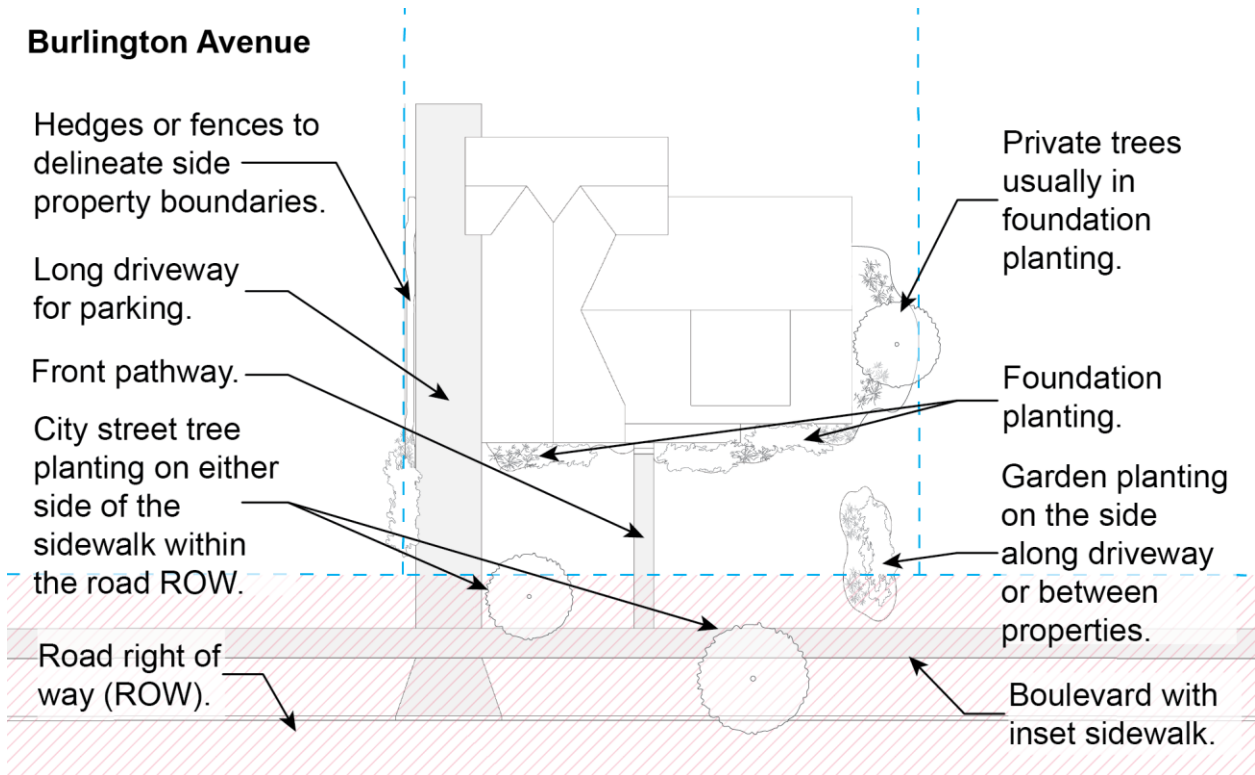 Burlington Avenue
Hedges or fences to
delineate side
property boundaries.
Long driveway
for parking.
Front pathway.
City street tree
planting on either
side of the
sidewalk within
the road ROW.
Road right of
way (ROW).
Private trees
usually in
foundation
planting.
Foundation
planting.
Garden planting
on the side
along driveway
or between
properties.
Boulevard with
inset sidewalk.